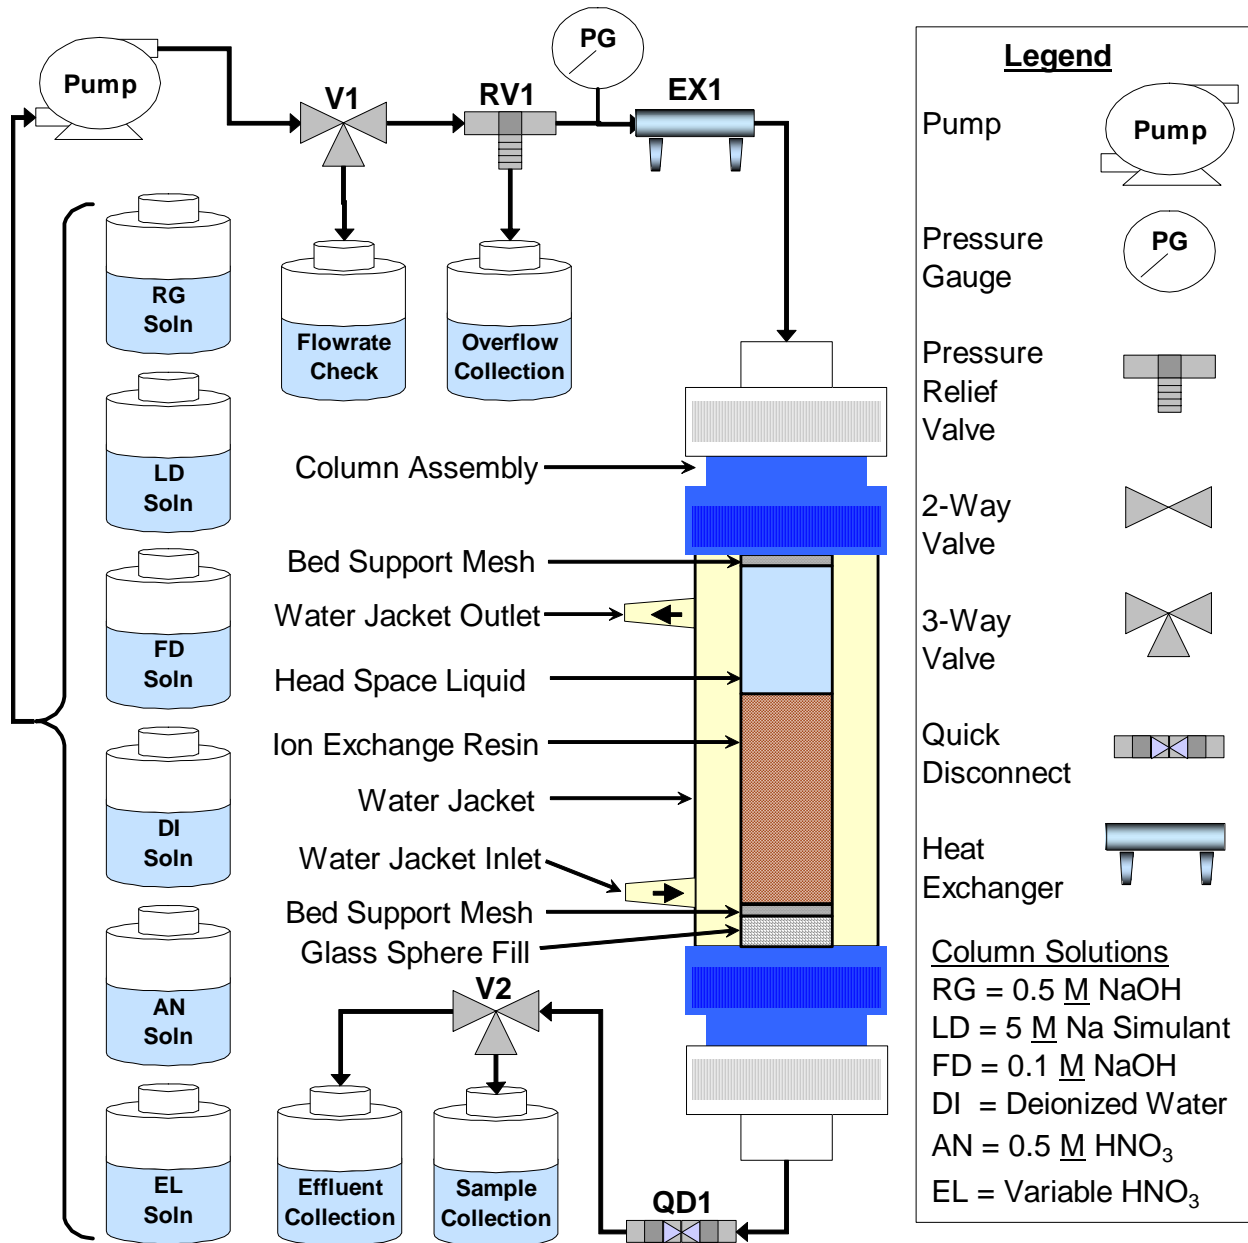 Pump
V1
RV1
PG
EX1
RG
Soln
LD
Soln
FD
Soln
DI
Soln
AN
Soln
EL
Soln
Flowrate
Check
Overflow
Collection
Column Assembly
Bed Support Mesh
Water Jacket Outlet
Head Space Liquid
Ion Exchange Resin
Water Jacket
Water Jacket Inlet
Bed Support Mesh
Glass Sphere Fill
V2
Effluent
Collection
Sample
Collection
QD1
Legend
Pump
Pump
Pressure
Gauge
PG
Pressure
Relief
Valve
2-Way
Valve
3-Way
Valve
Quick
Disconnect
Heat
Exchanger
Column Solutions
RG = 0.5 M NaOH
LD = 5 M Na Simulant
FD = 0.1 M NaOH
DI = Deionized Water
AN = 0.5 M HNO₃
EL = Variable HNO₃